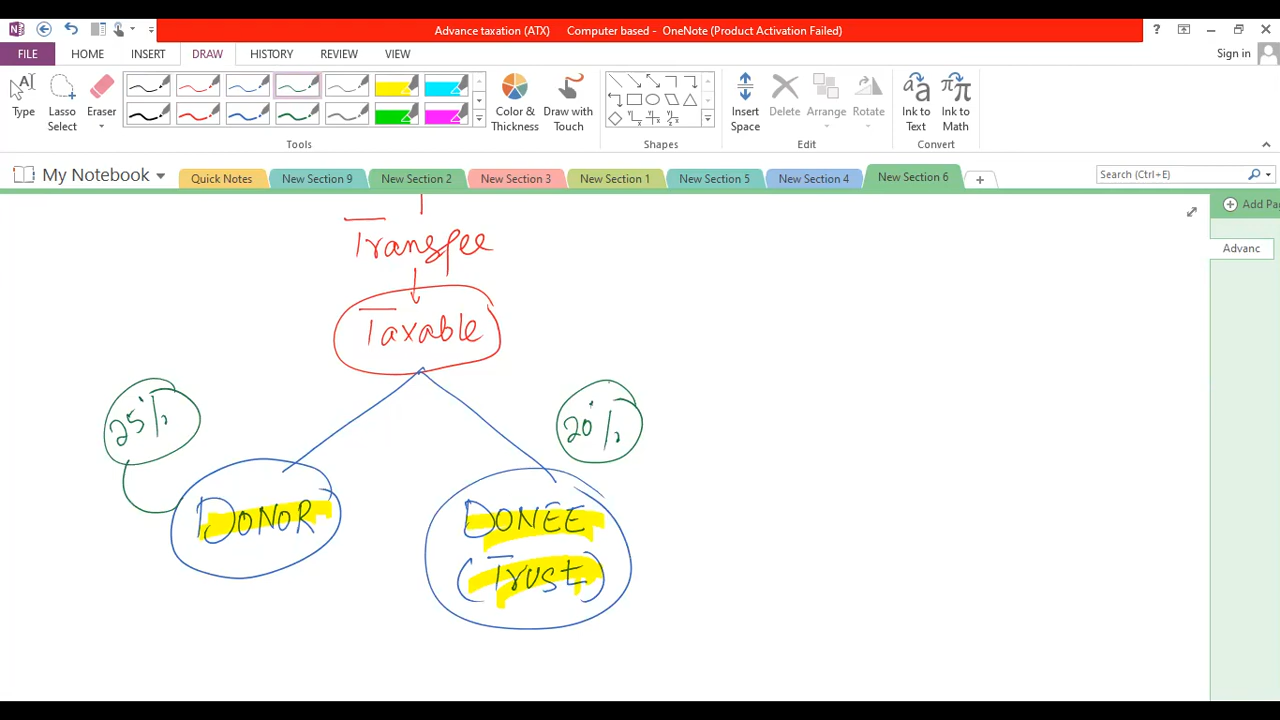 Advance taxation (ATX) Computer based - OneNote (Product Activation Failed)
FILE HOME INSERT DRAW HISTORY REVIEW VIEW
Sign in
Type
Lasso Select
Eraser
Color & Thickness
Draw with Touch
Insert Space
Delete
Arrange
Rotate
Ink to Text
Ink to Math
Tools
Shapes
Edit
Convert
My Notebook
Quick Notes
New Section 9
New Section 2
New Section 3
New Section 1
New Section 5
New Section 4
New Section 6
Search (Ctrl+E)
Add Pa
Advanc
Transfee
Taxable
25%
20%
DONOR
DONEE
(Trust)